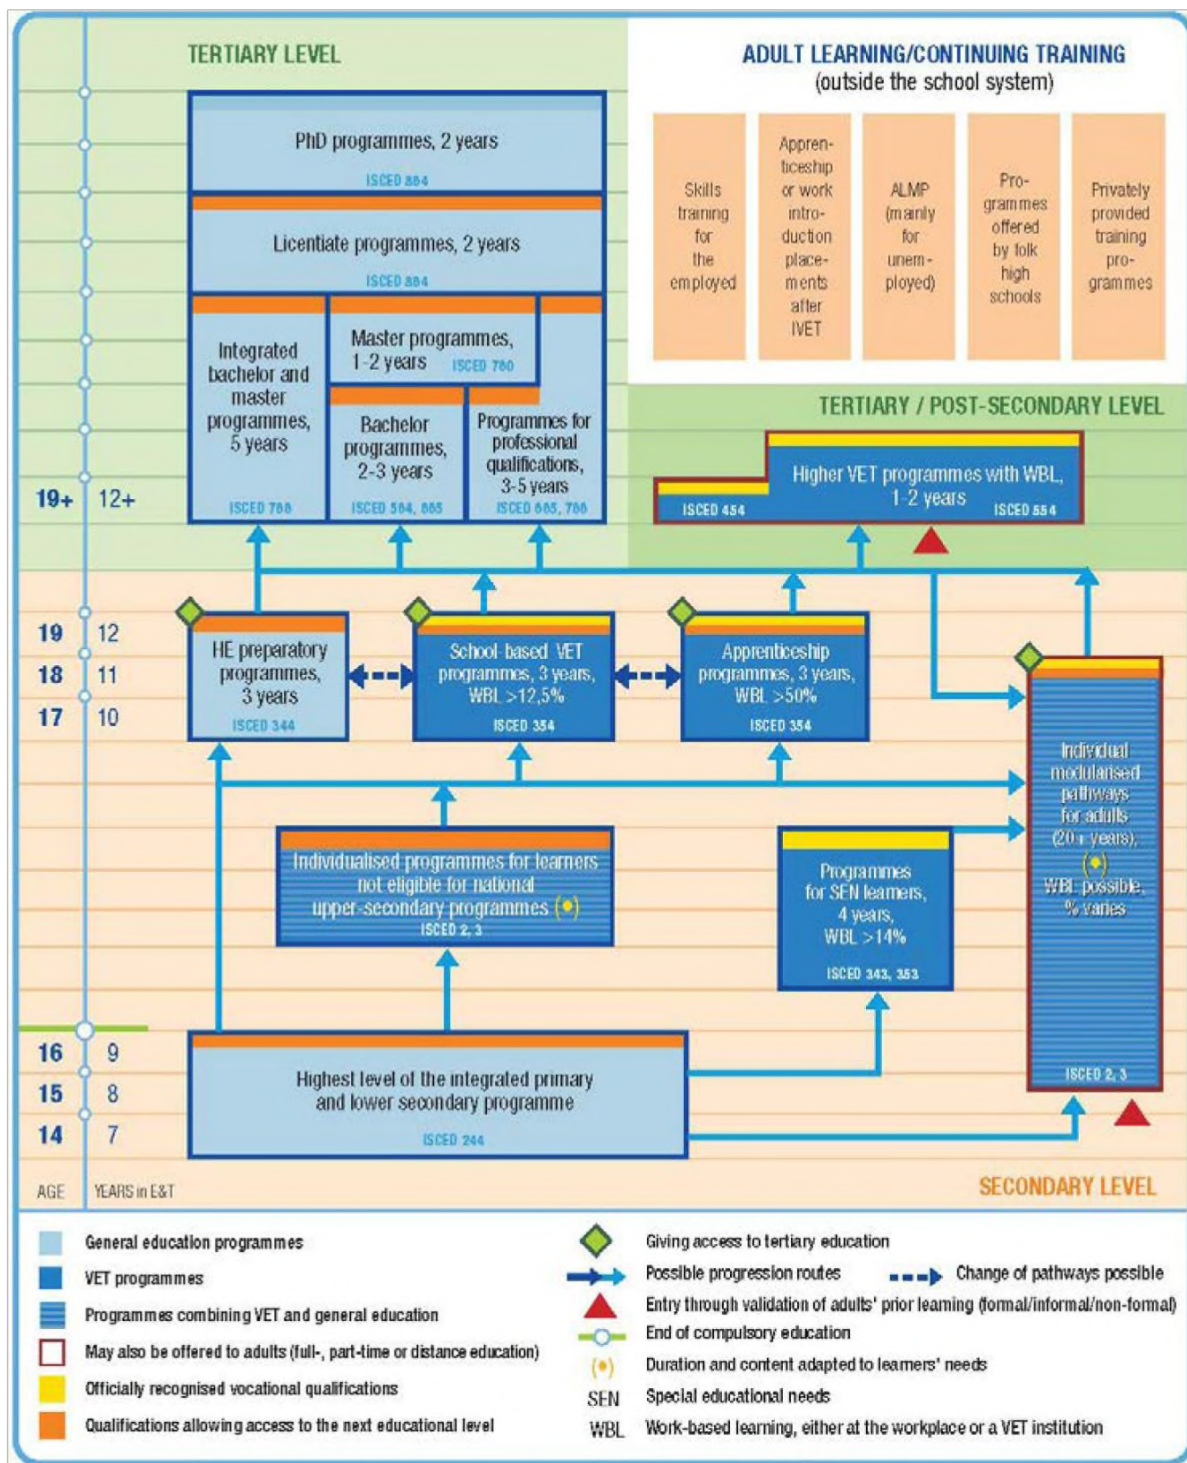 TERTIARY LEVEL
PhD programmes, 2 years
ISCED 864
Licentiate programmes, 2 years
ISCED 864
Integrated
bachelor and
master
programmes,
5 years
ISCED 766
Master programmes,
1-2 years
ISCED 760
Bachelor
programmes,
2-3 years
ISCED 564, 665
Programmes for
professional
qualifications,
3-5 years
ISCED 665, 766
ADULT LEARNING/CONTINUING TRAINING
(outside the school system)
Skills
training
for
the
employed
Appren-
ticeship
or work
intro-
duction
place-
ments
after
IVET
ALMP
(mainly
for
unem-
ployed)
Pro-
grammes
offered
by folk
high
schools
Privately
provided
training
pro-
grammes
TERTIARY / POST-SECONDARY LEVEL
Higher VET programmes with WBL,
1-2 years
ISCED 454
ISCED 554
19+ 12+
19 12
18 11
17 10
HE preparatory
programmes,
3 years
ISCED 344
School-based VET
programmes, 3 years,
WBL >12,5%
ISCED 354
Apprenticeship
programmes, 3 years,
WBL >50%
ISCED 354
Individual
modularised
pathways
for adults
(20+ years),
WBL possible,
% varies
ISCED 2, 3
Individualised programmes for learners
not eligible for national
upper-secondary programmes
ISCED 2, 3
Programmes
for SEN learners,
4 years,
WBL >14%
ISCED 343, 353
16 9
15 8
14 7
Highest level of the integrated primary
and lower secondary programme
ISCED 244
AGE YEARS in E&T
SECONDARY LEVEL
General education programmes
VET programmes
Programmes combining VET and general education
May also be offered to adults (full-, part-time or distance education)
Officially recognised vocational qualifications
Qualifications allowing access to the next educational level
Giving access to tertiary education
Possible progression routes
Change of pathways possible
Entry through validation of adults' prior learning (formal/informal/non-formal)
End of compulsory education
Duration and content adapted to learners' needs
SEN Special educational needs
WBL Work-based learning, either at the workplace or a VET institution